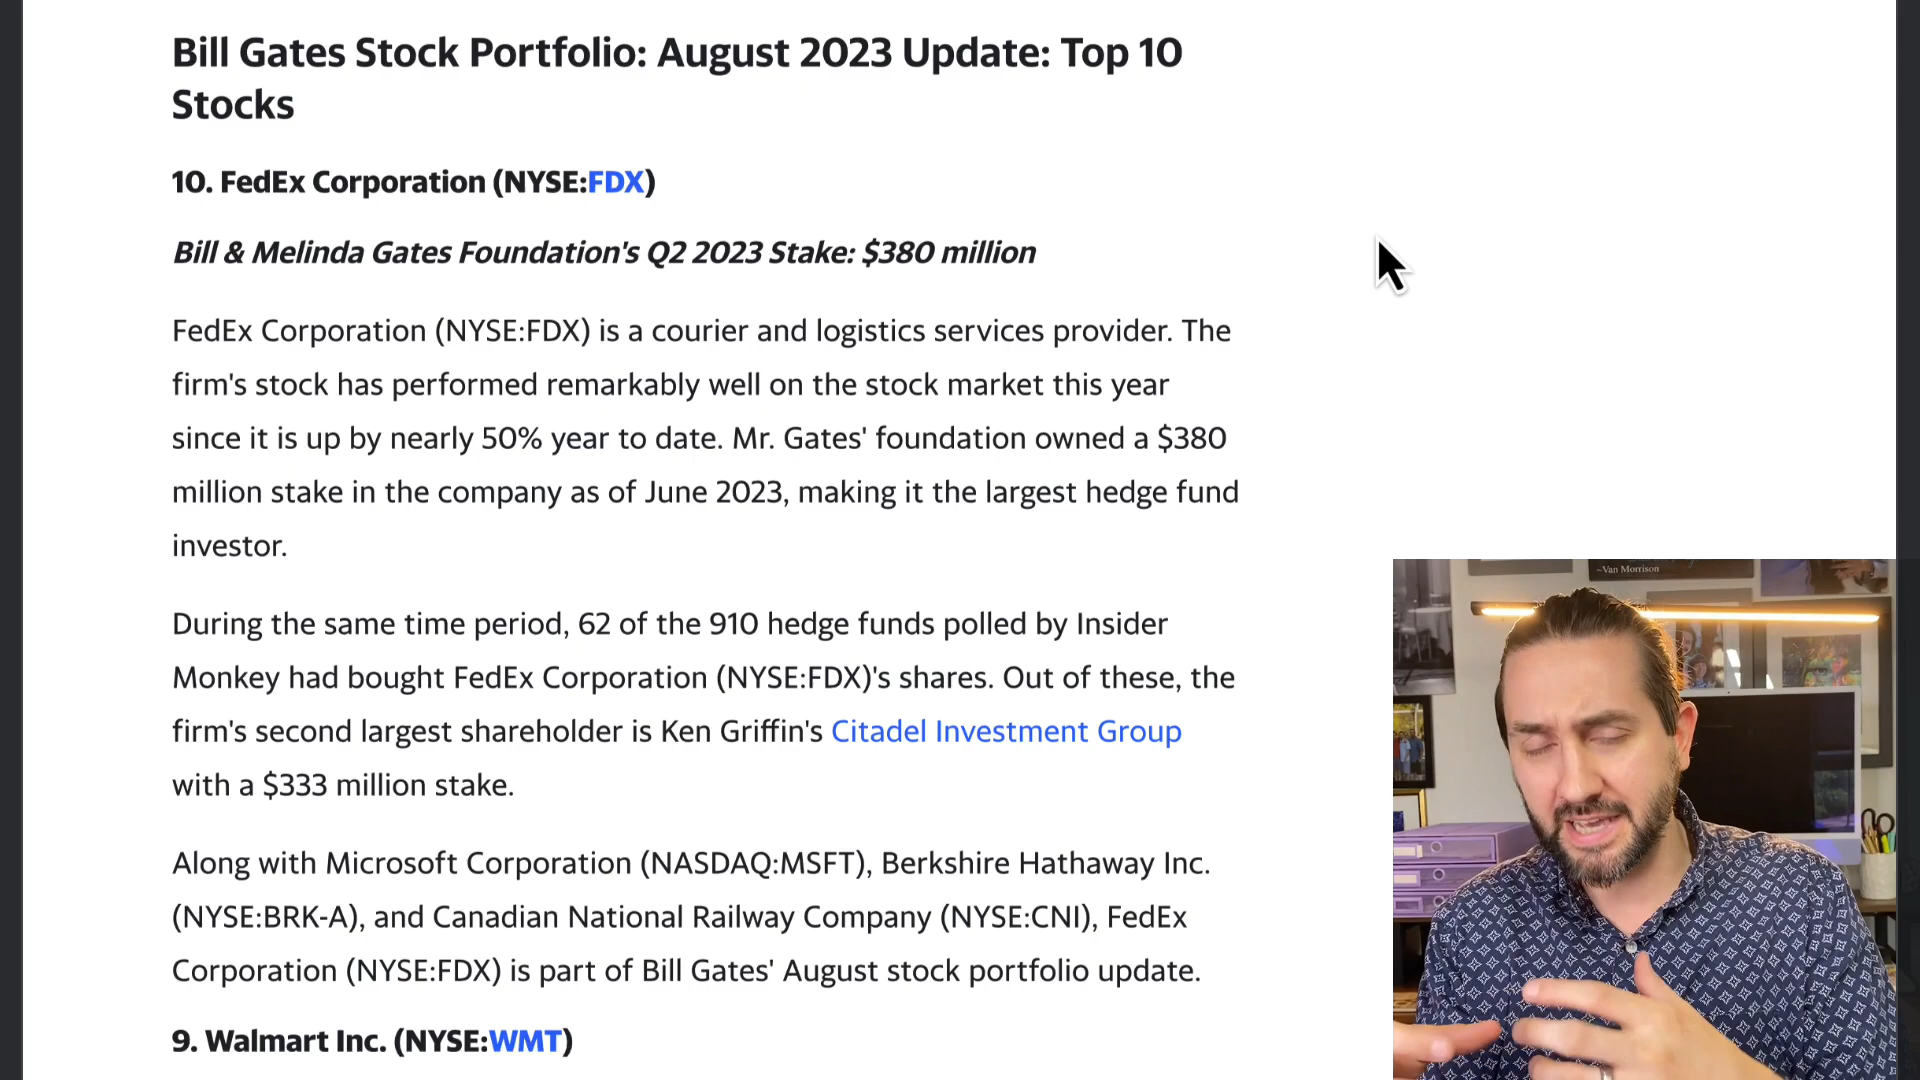 Bill Gates Stock Portfolio: August 2023 Update: Top 10
Stocks
10. FedEx Corporation (NYSE:FDX)
Bill & Melinda Gates Foundation's Q2 2023 Stake: $380 million
FedEx Corporation (NYSE:FDX) is a courier and logistics services provider. The
firm's stock has performed remarkably well on the stock market this year
since it is up by nearly 50% year to date. Mr. Gates' foundation owned a $380
million stake in the company as of June 2023, making it the largest hedge fund
investor.
During the same time period, 62 of the 910 hedge funds polled by Insider
Monkey had bought FedEx Corporation (NYSE:FDX)'s shares. Out of these, the
firm's second largest shareholder is Ken Griffin's Citadel Investment Group
with a $333 million stake.
Along with Microsoft Corporation (NASDAQ:MSFT), Berkshire Hathaway Inc.
(NYSE:BRK-A), and Canadian National Railway Company (NYSE:CNI), FedEx
Corporation (NYSE:FDX) is part of Bill Gates' August stock portfolio update.
9. Walmart Inc. (NYSE:WMT)
~Van Morrison